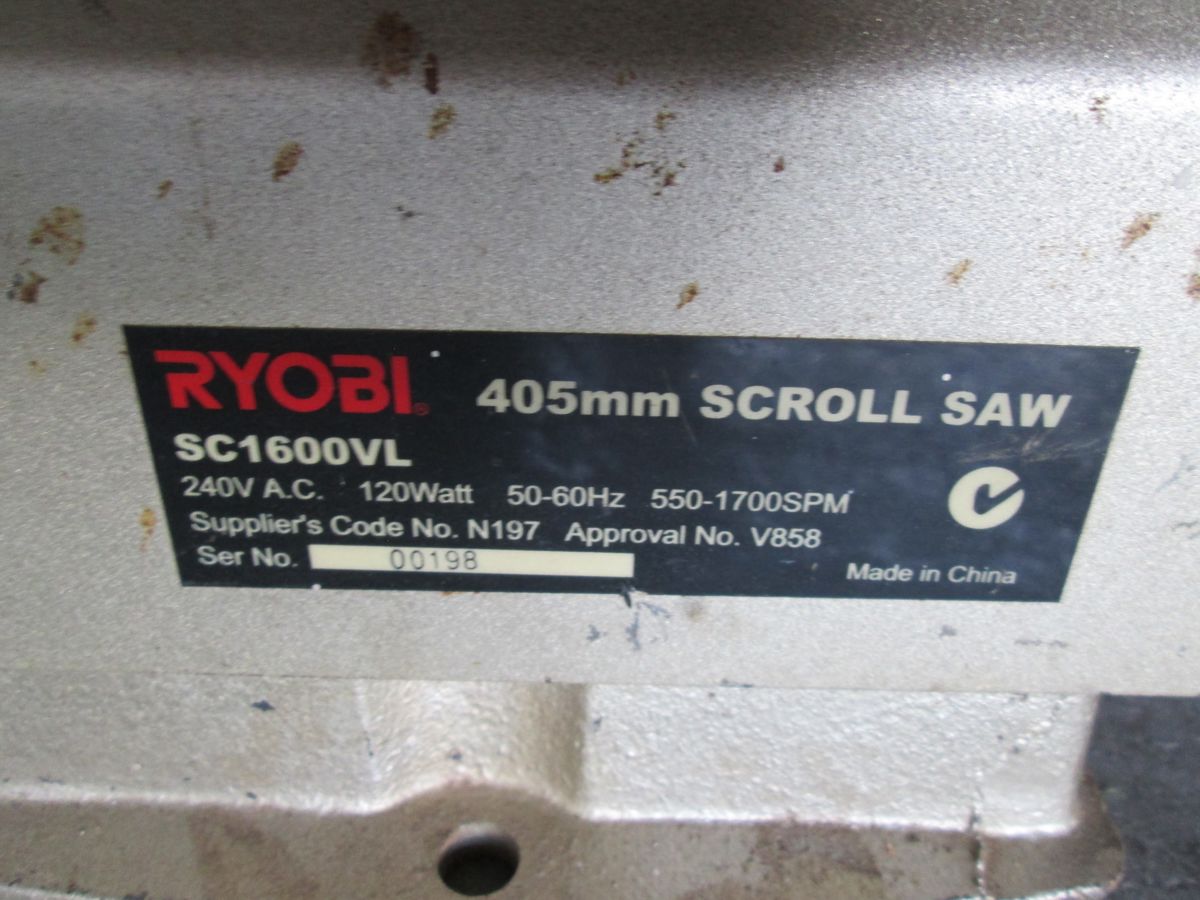 RYOBI® 405mm SCROLL SAW
SC1600VL
240V A.C. 120Watt 50-60Hz 550-1700SPM
Supplier's Code No. N197 Approval No. V858
Ser No. 00198
Made in China